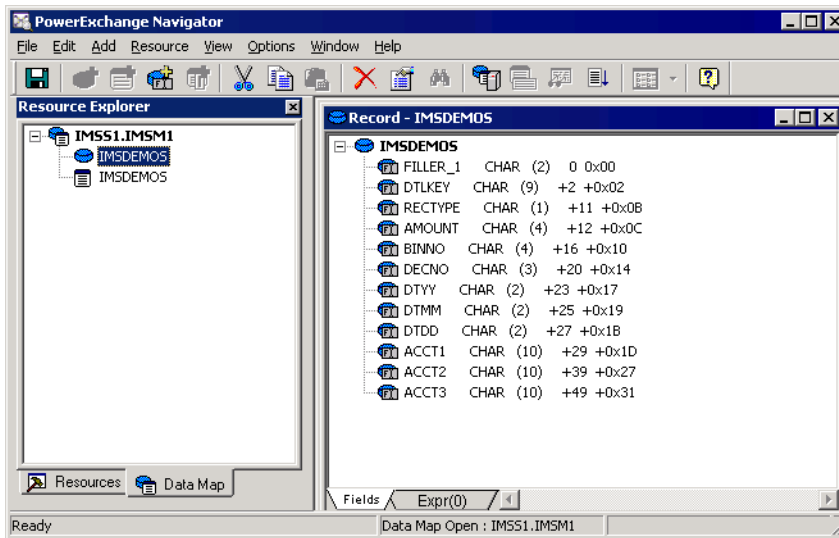 PowerExchange Navigator
File Edit Add Resource View Options Window Help
Resource Explorer
IMSS1.IMSM1
IMSDEMOS
IMSDEMOS
Resources Data Map
Record - IMSDEMOS
IMSDEMOS
FILLER_1 CHAR (2) 0 0x00
DTLKEY CHAR (9) +2 +0x02
RECTYPE CHAR (1) +11 +0x0B
AMOUNT CHAR (4) +12 +0x0C
BINNO CHAR (4) +16 +0x10
DECNO CHAR (3) +20 +0x14
DTYY CHAR (2) +23 +0x17
DTMM CHAR (2) +25 +0x19
DTDD CHAR (2) +27 +0x1B
ACCT1 CHAR (10) +29 +0x1D
ACCT2 CHAR (10) +39 +0x27
ACCT3 CHAR (10) +49 +0x31
Fields Expr(0)
Ready Data Map Open : IMSS1.IMSM1